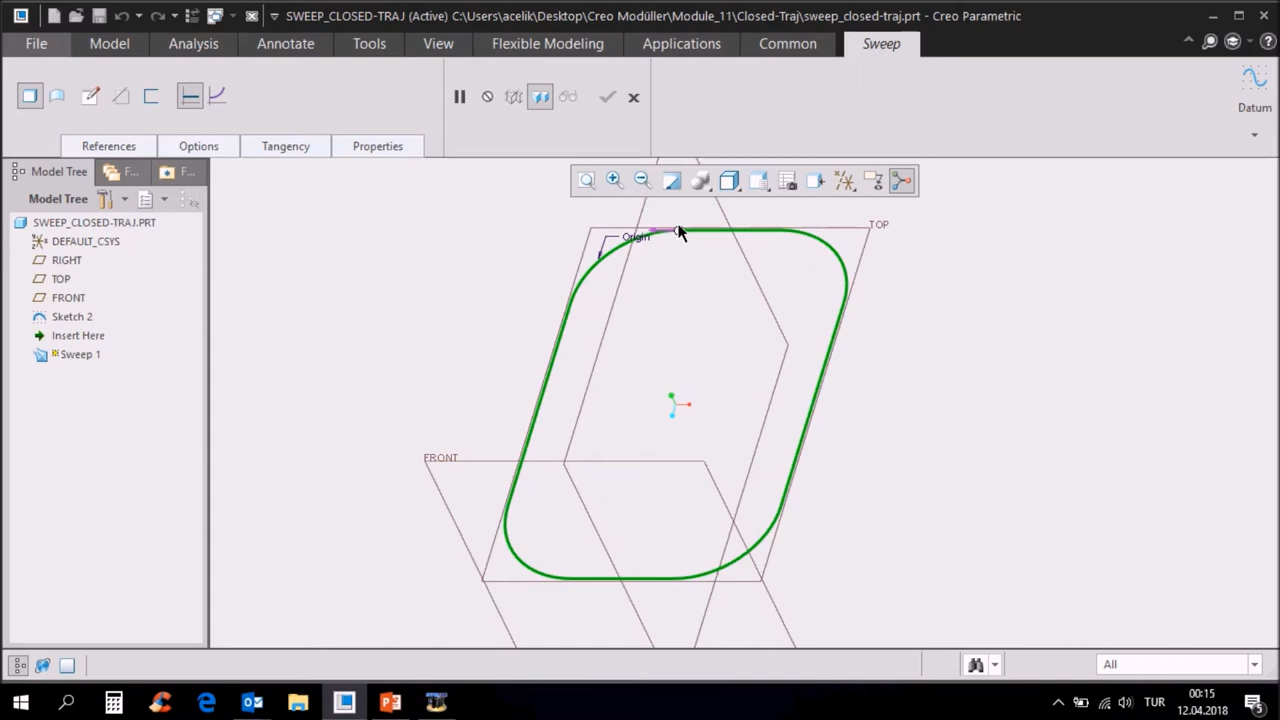 SWEEP_CLOSED-TRAJ (Active) C:\Users\acelik\Desktop\Creo Modüller\Module_11\Closed-Traj\sweep_closed-traj.prt - Creo Parametric
File Model Analysis Annotate Tools View Flexible Modeling Applications Common Sweep
Datum
References Options Tangency Properties
Model Tree F... F...
Model Tree
SWEEP_CLOSED-TRAJ.PRT
DEFAULT_CSYS
RIGHT
TOP
FRONT
Sketch 2
Insert Here
Sweep 1
TOP
Origin
FRONT
All
TUR
00:15
12.04.2018
5